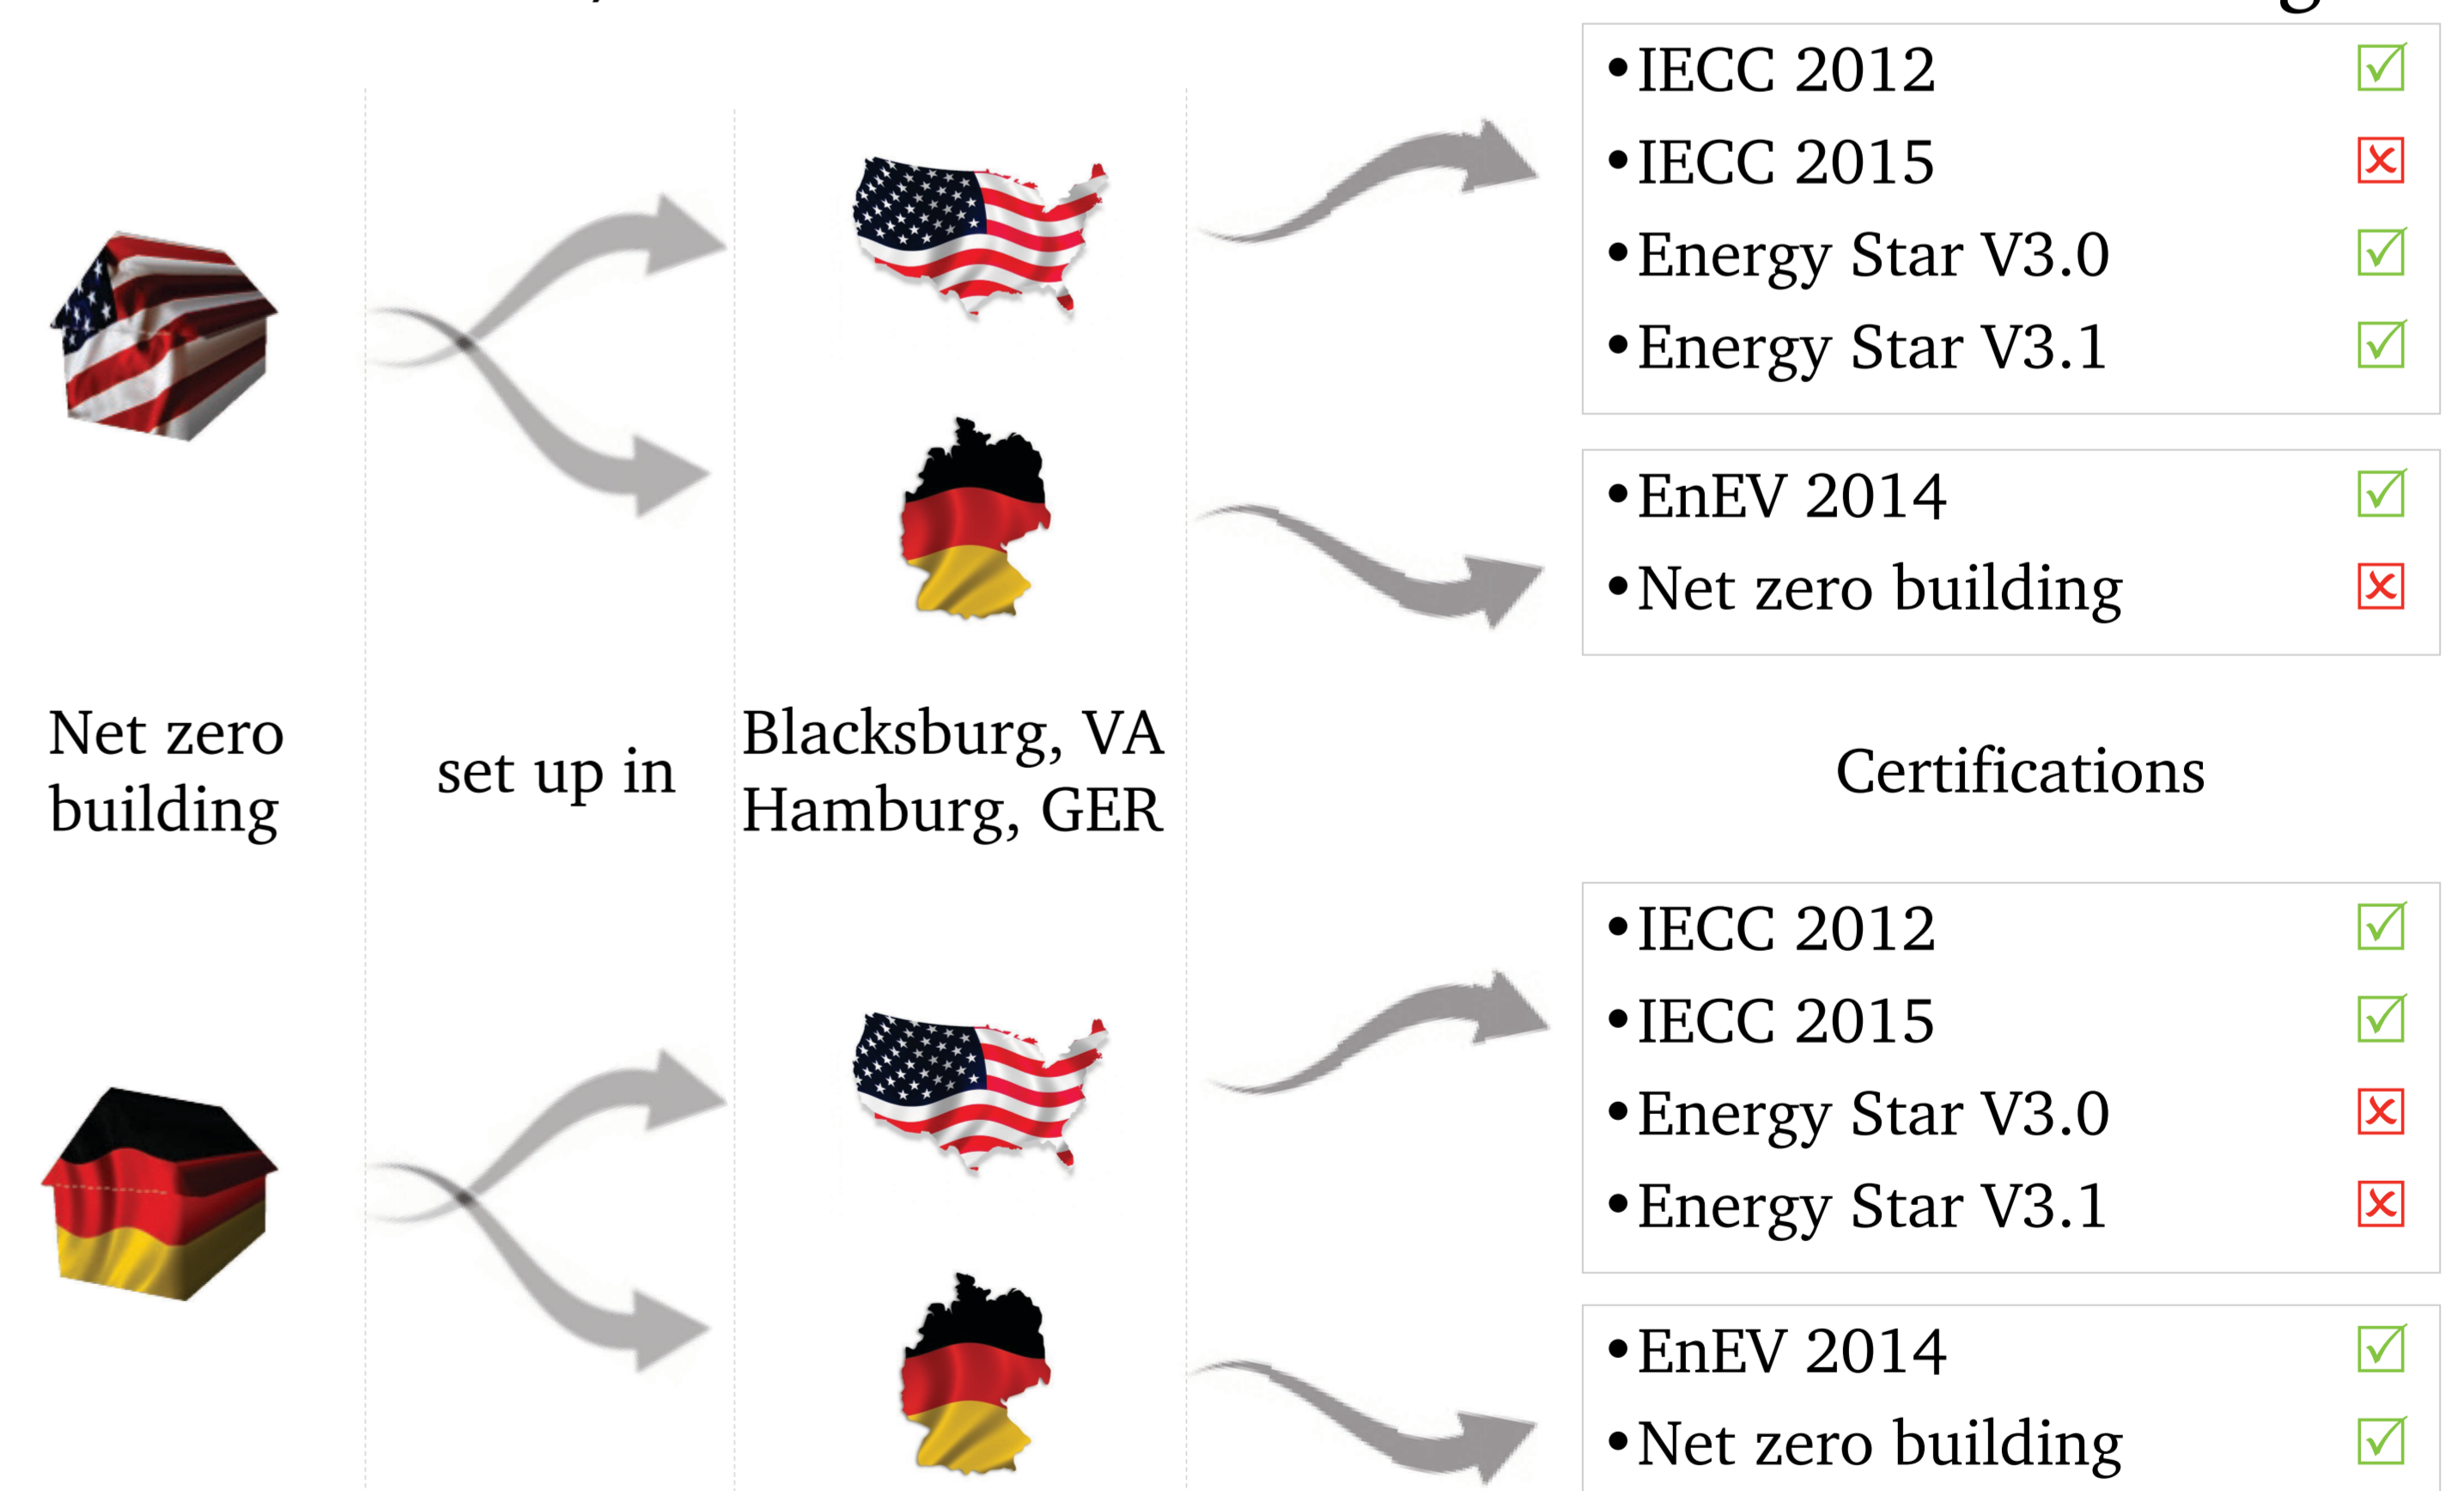 •IECC 2012
•IECC 2015
•Energy Star V3.0
•Energy Star V3.1
•EnEV 2014
•Net zero building
Net zero
building
set up in
Blacksburg, VA
Hamburg, GER
Certifications
•IECC 2012
•IECC 2015
•Energy Star V3.0
•Energy Star V3.1
•EnEV 2014
•Net zero building